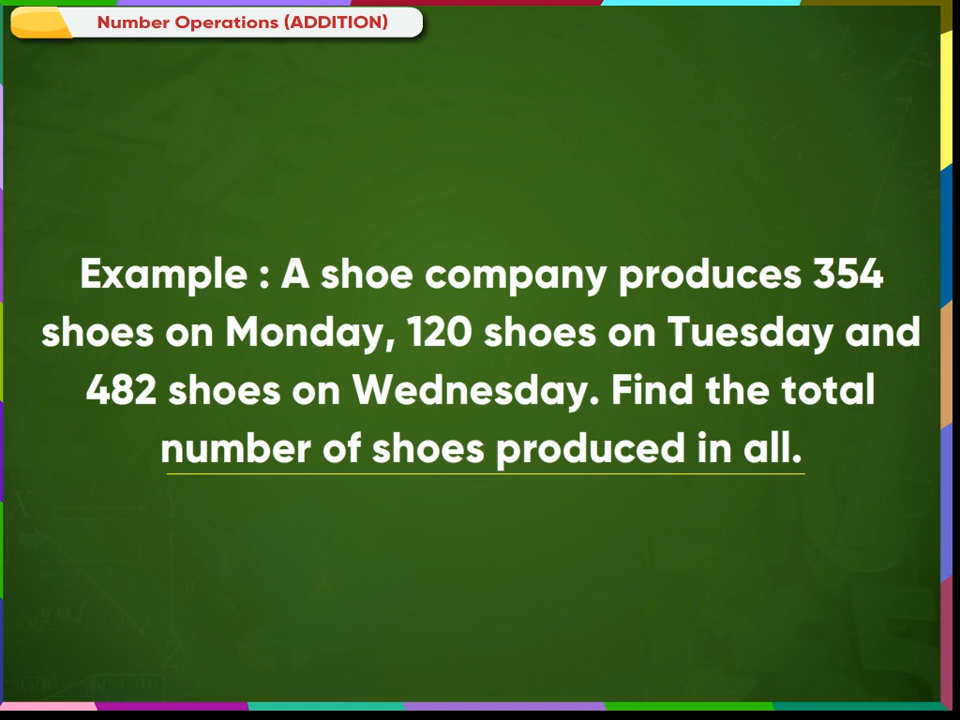 Number Operations (ADDITION)
Example : A shoe company produces 354
shoes on Monday, 120 shoes on Tuesday and
482 shoes on Wednesday. Find the total
number of shoes produced in all.